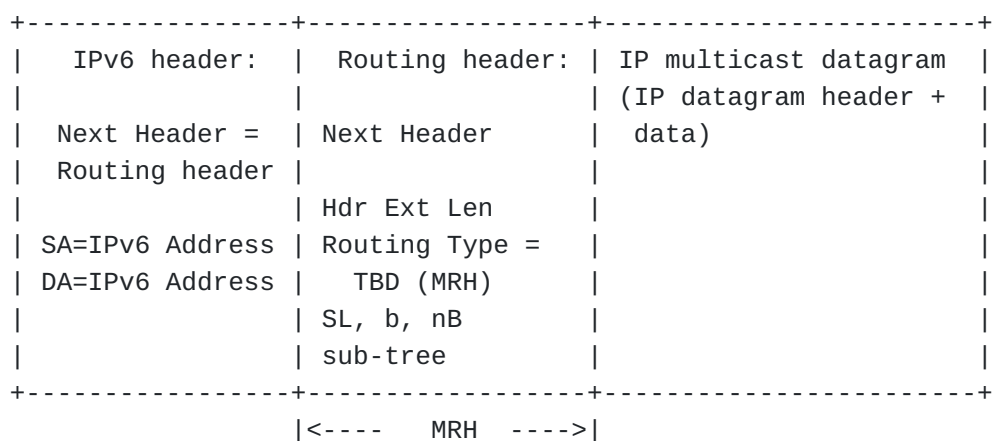 +-----------------+------------------+------------------------+
|   IPv6 header:  |  Routing header: | IP multicast datagram  |
|                 |                  | (IP datagram header +  |
|  Next Header =  | Next Header      |  data)                 |
|  Routing header |                  |                        |
|                 | Hdr Ext Len      |                        |
| SA=IPv6 Address | Routing Type =   |                        |
| DA=IPv6 Address |   TBD (MRH)      |                        |
|                 | SL, b, nB        |                        |
|                 | sub-tree         |                        |
+-----------------+------------------+------------------------+
                  |<----   MRH  ---->|